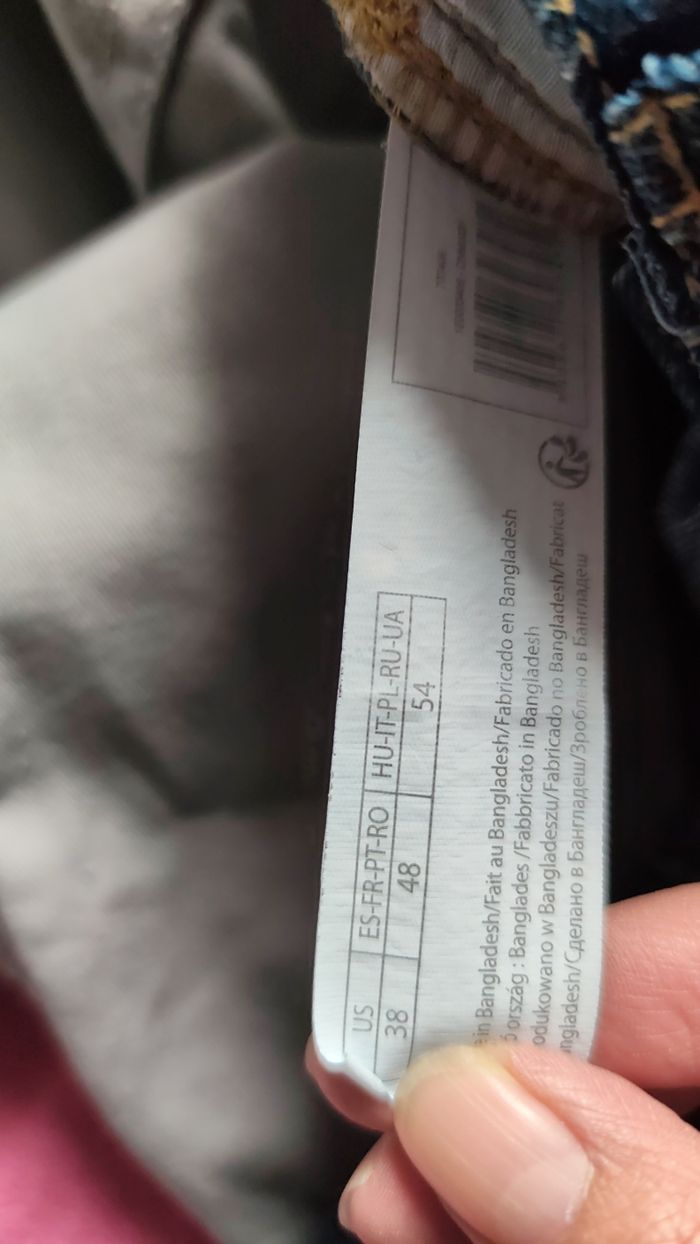 US ES-FR-PT-RO HU-IT-PL-RU-UA
38 48 54
in Bangladesh/Fait au Bangladesh/Fabricado en Bangladesh
ország : Banglades /Fabbricato in Bangladesh
odukowano w Bangladeszu/Fabricado no Bangladesh/Fabricat
ngladesh/Сделано в Бангладеш/Зроблено в Бангладеш